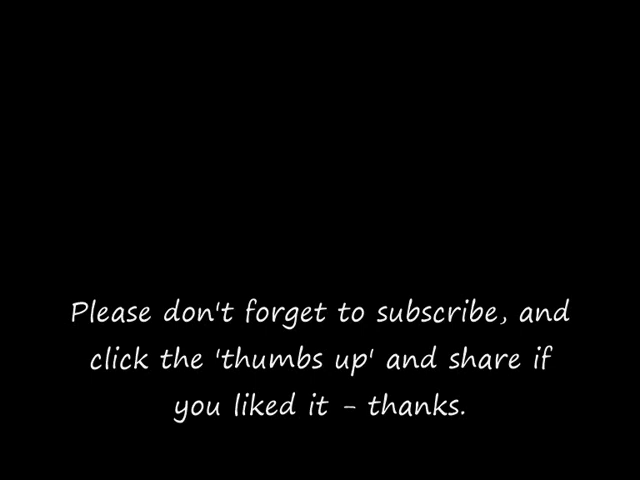 Please don't forget to subscribe, and
click the 'thumbs up' and share if
you liked it - thanks.